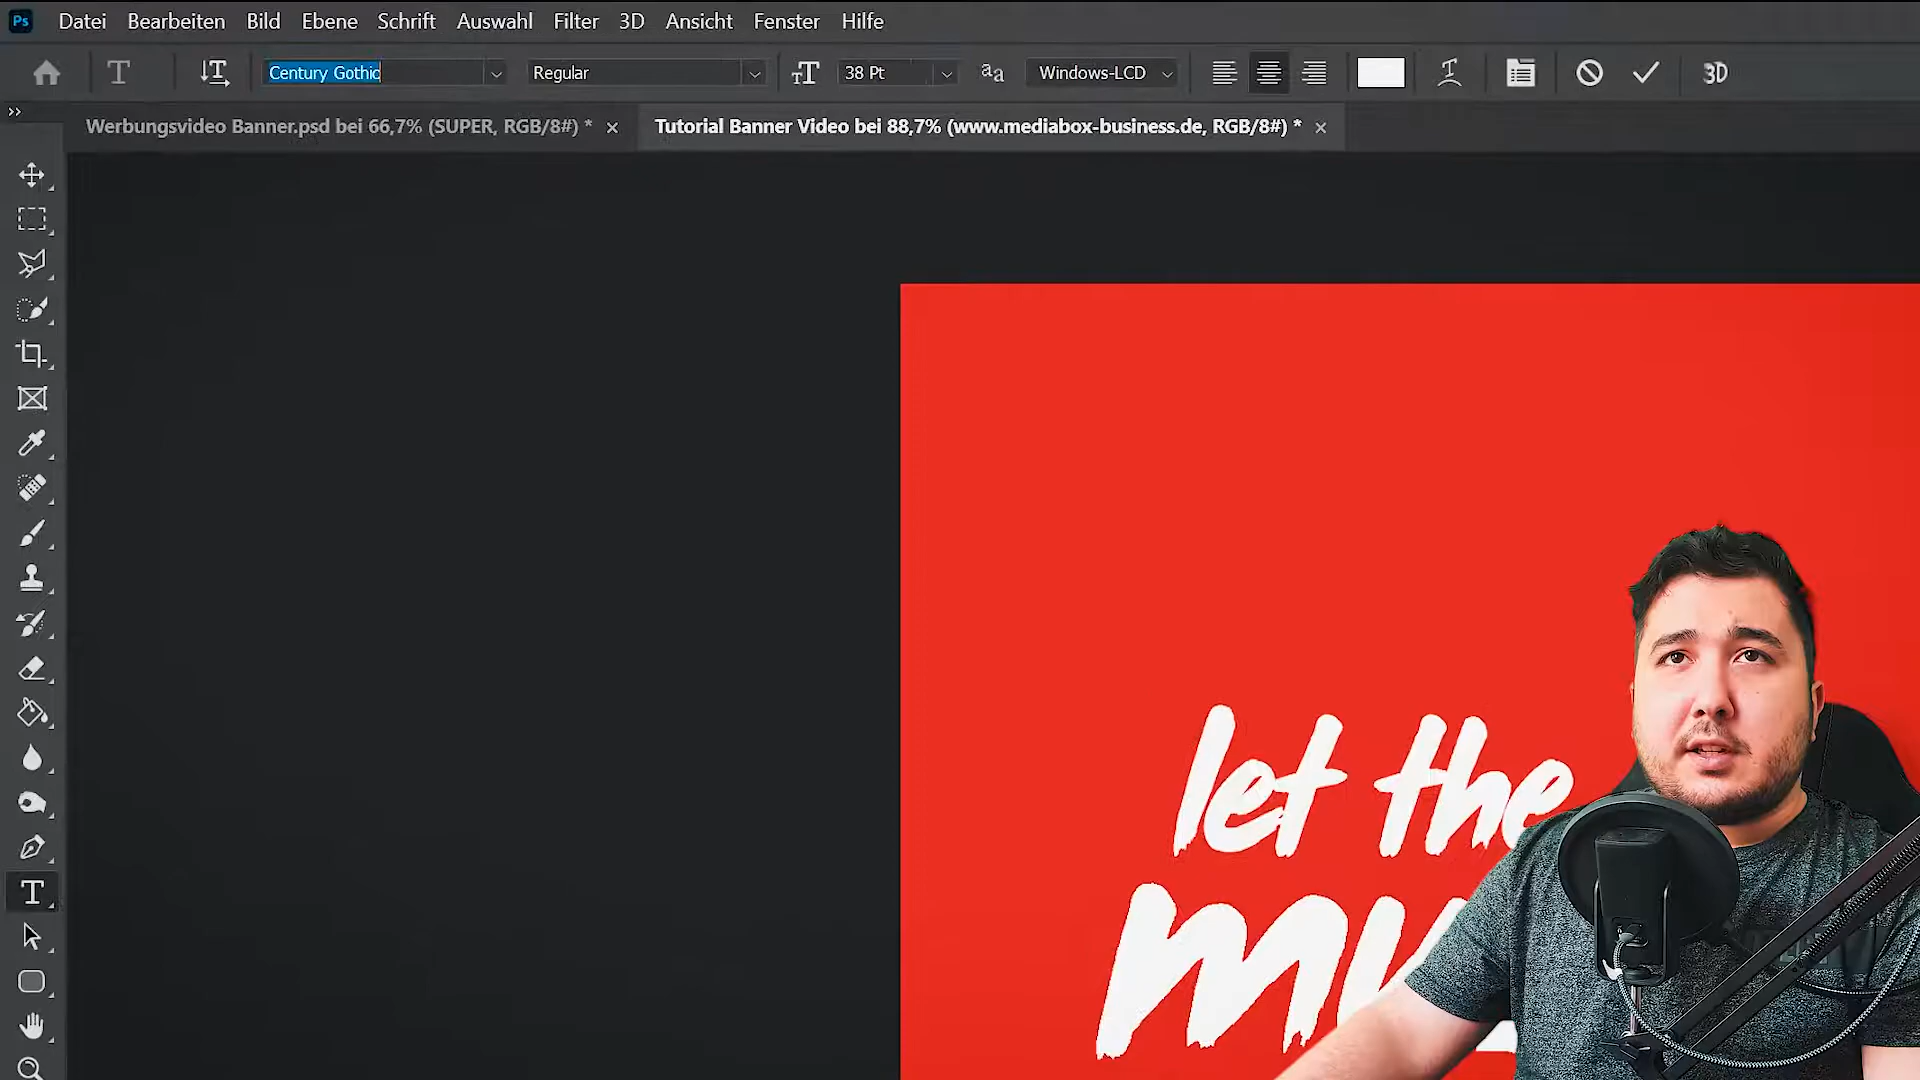 Ps Datei Bearbeiten Bild Ebene Schrift Auswahl Filter 3D Ansicht Fenster Hilfe
Century Gothic Regular 38 Pt Windows-LCD 3D
Werbungsvideo Banner.psd bei 66,7% (SUPER, RGB/8#) * Tutorial Banner Video bei 88,7% (www.mediabox-business.de, RGB/8#) *
let the